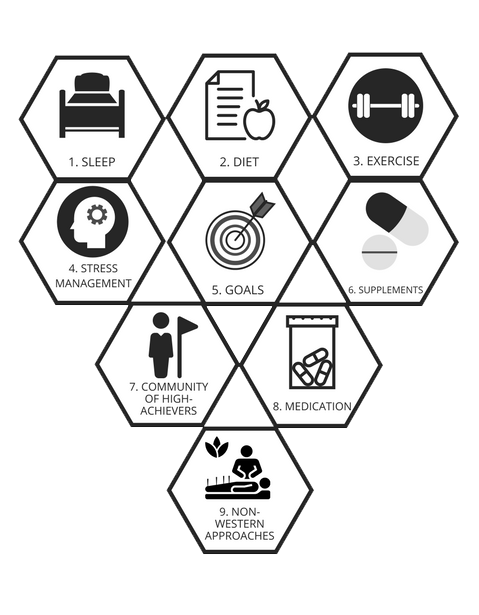 1. SLEEP
2. DIET
3. EXERCISE
4. STRESS
MANAGEMENT
5. GOALS
6. SUPPLEMENTS
7. COMMUNITY
OF HIGH-
ACHIEVERS
8. MEDICATION
9. NON-
WESTERN
APPROACHES